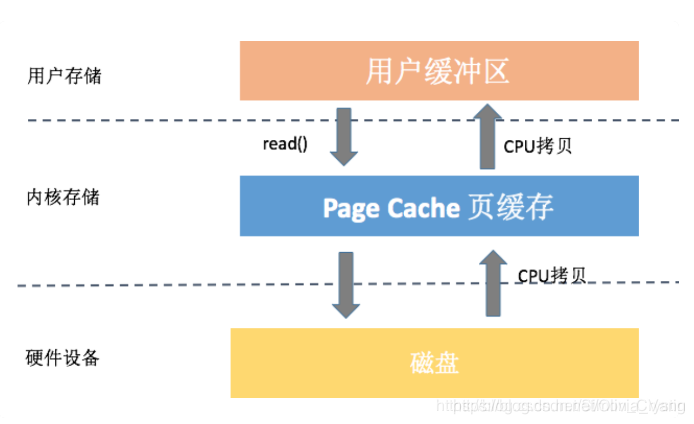 用户存储
用户缓冲区
read()
CPU拷贝
内核存储
Page Cache 页缓存
CPU拷贝
硬件设备
磁盘